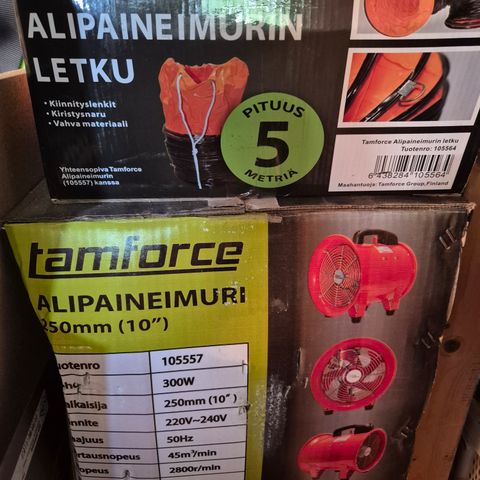 ALIPAINEIMURIN
LETKU
• Kiinnityslenkit
• Kiristysnaru
• Vahva materiaali
Yhteensopiva Tamforce
Alipaineimurin
(105557) kanssa
PITUUS
5
METRIÄ
Tamforce Alipaineimurin letku
Tuotenro: 105564
6 438284 105564
Maahantuoja: Tamforce Group, Finland
tamforce
ALIPAINEIMURI
250mm (10")
105557
300W
250mm (10")
220V~240V
50Hz
45m³/min
2800r/min